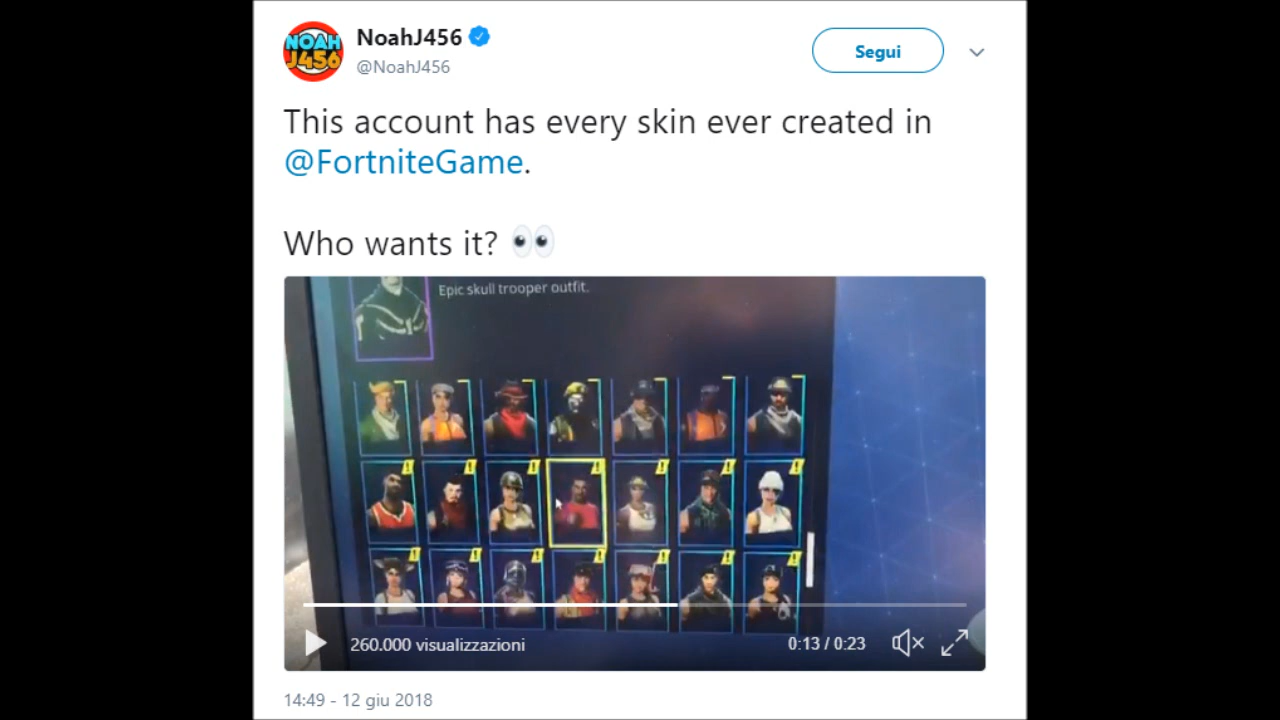 NOAH
J456
NoahJ456
@NoahJ456
Segui
This account has every skin ever created in
@FortniteGame.
Who wants it? 👀
Epic skull trooper outfit.
260.000 visualizzazioni
0:13 / 0:23
14:49 - 12 giu 2018